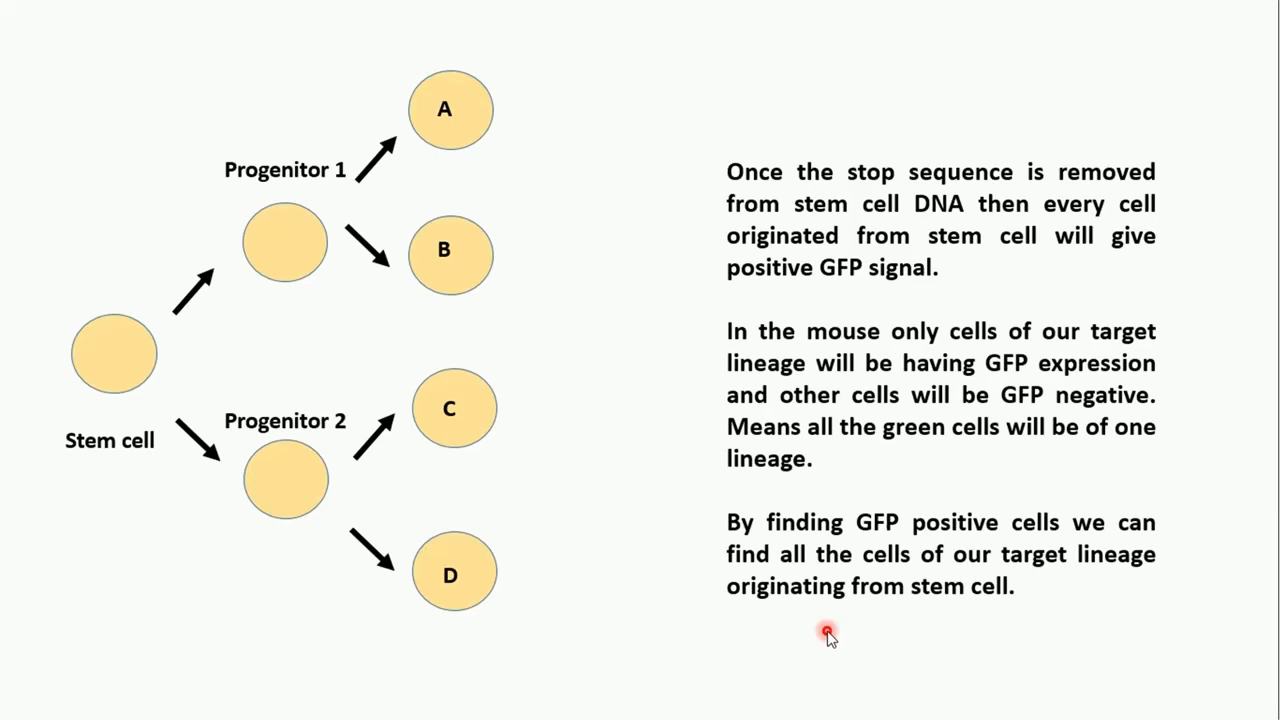 A
Progenitor 1
B
Stem cell
Progenitor 2
C
D
Once the stop sequence is removed
from stem cell DNA then every cell
originated from stem cell will give
positive GFP signal.
In the mouse only cells of our target
lineage will be having GFP expression
and other cells will be GFP negative.
Means all the green cells will be of one
lineage.
By finding GFP positive cells we can
find all the cells of our target lineage
originating from stem cell.